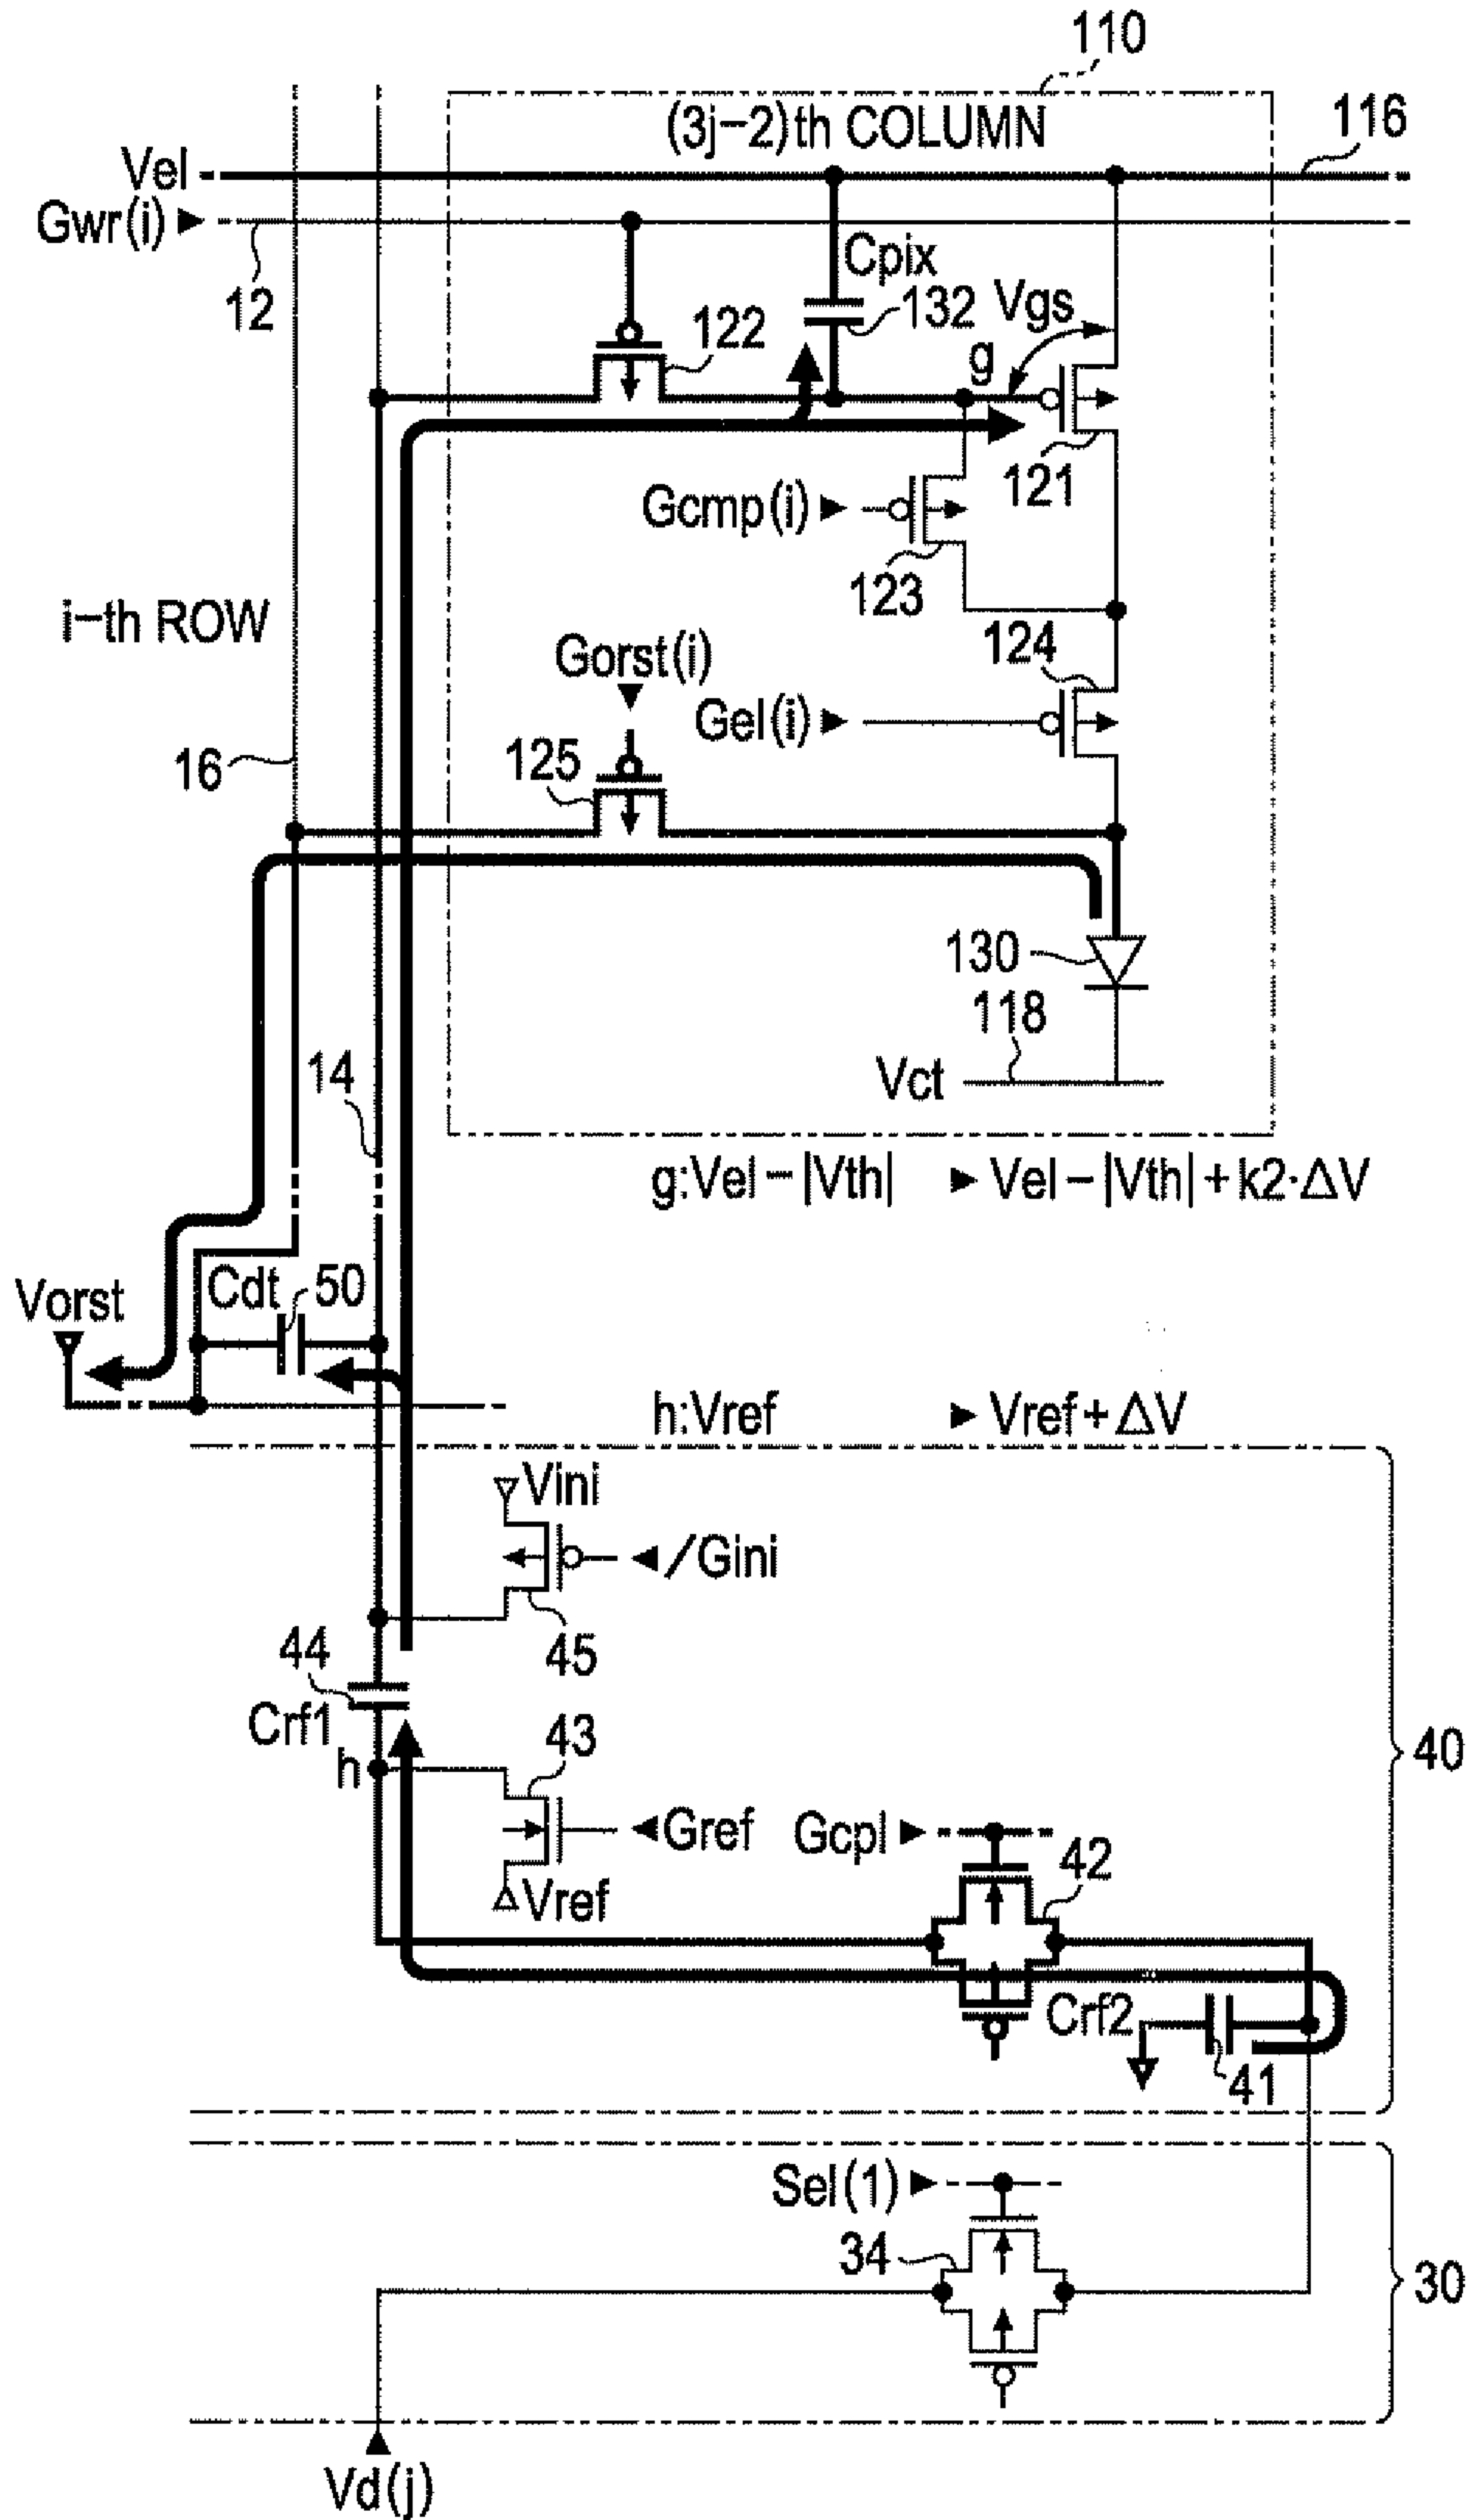 110
(3j-2)th COLUMN
116
Vel
Gwr(i)
12
Cpix
132
Vgs
122
g
121
Gcmp(i)
123
i-th ROW
124
Gorst(i)
Gel(i)
16
125
130
118
14
Vct
g:Vel-|Vth| ► Vel-|Vth|+k2·ΔV
Vorst
Cdt
50
h:Vref ► Vref+ΔV
Vini
/Gini
44
45
Crf1
43
h
40
Gref
Gcpl
42
Vref
Crf2
41
Sel(1)
34
30
Vd(j)